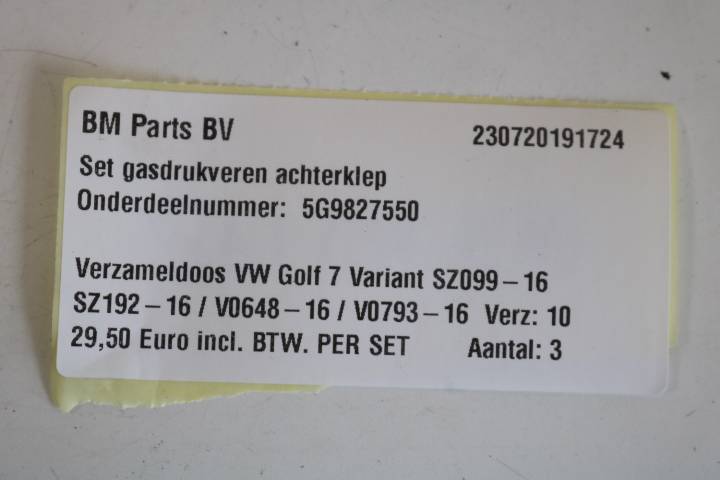 BM Parts BV 230720191724
Set gasdrukveren achterklep
Onderdeelnummer: 5G9827550
Verzameldoos VW Golf 7 Variant SZ099-16
SZ192-16 / V0648-16 / V0793-16 Verz: 10
29,50 Euro incl. BTW. PER SET Aantal: 3